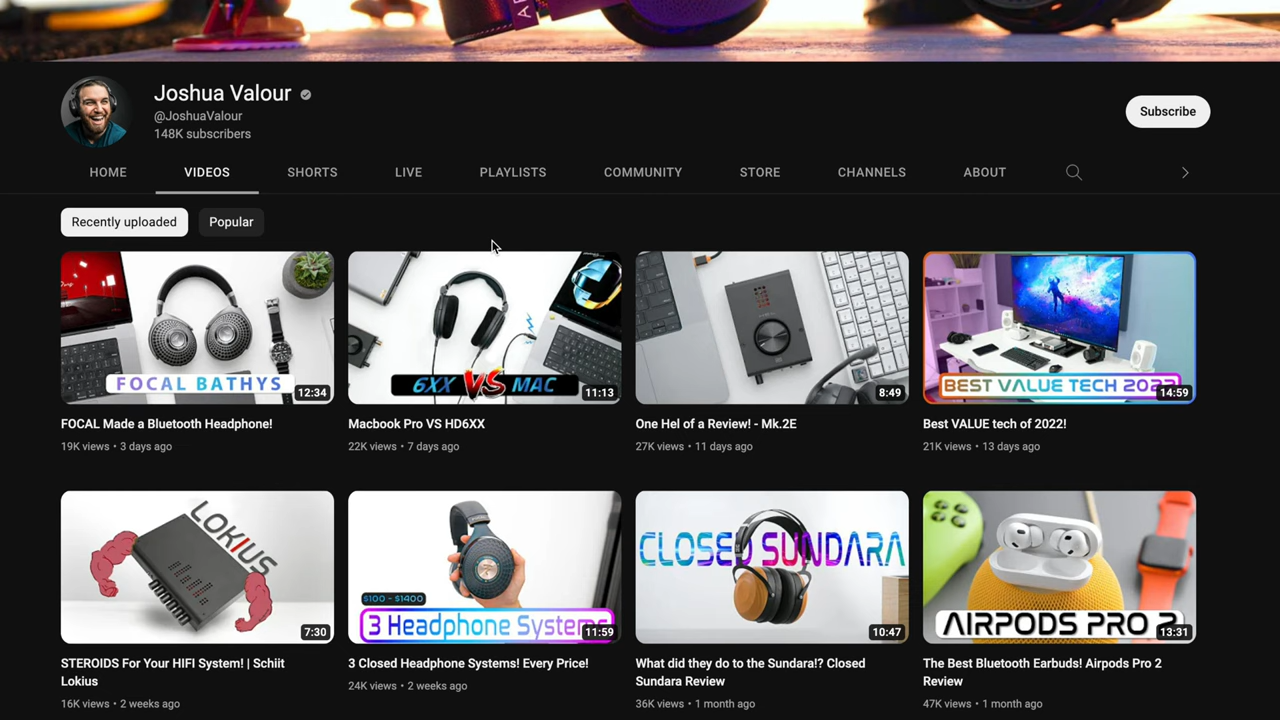 Joshua Valour
@JoshuaValour
148K subscribers
Subscribe
HOME
VIDEOS
SHORTS
LIVE
PLAYLISTS
COMMUNITY
STORE
CHANNELS
ABOUT
Recently uploaded
Popular
FOCAL BATHYS
12:34
6XX VS MAC
11:13
8:49
BEST VALUE TECH 2022
14:59
FOCAL Made a Bluetooth Headphone!
19K views • 3 days ago
Macbook Pro VS HD6XX
22K views • 7 days ago
One Hel of a Review! - Mk.2E
27K views • 11 days ago
Best VALUE tech of 2022!
21K views • 13 days ago
LOKIUS
7:30
$100 - $1400
3 Headphone Systems
11:59
CLOSED SUNDARA
10:47
AIRPODS PRO 2
13:31
STEROIDS For Your HIFI System! | Schiit
Lokius
16K views • 2 weeks ago
3 Closed Headphone Systems! Every Price!
24K views • 2 weeks ago
What did they do to the Sundara!? Closed
Sundara Review
36K views • 1 month ago
The Best Bluetooth Earbuds! Airpods Pro 2
Review
47K views • 1 month ago